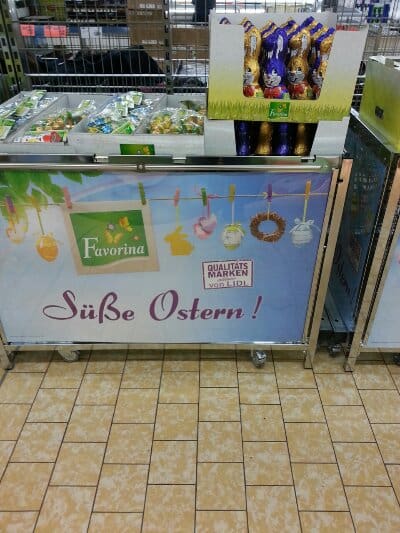 Favorina
QUALITÄTS
MARKEN
von LIDL
Süße Ostern!